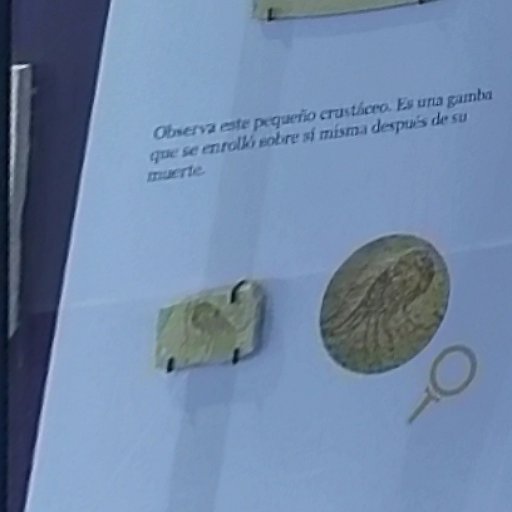 Observa este pequeño crustáceo. Es una gamba
que se enrolló sobre sí misma después de su
muerte.